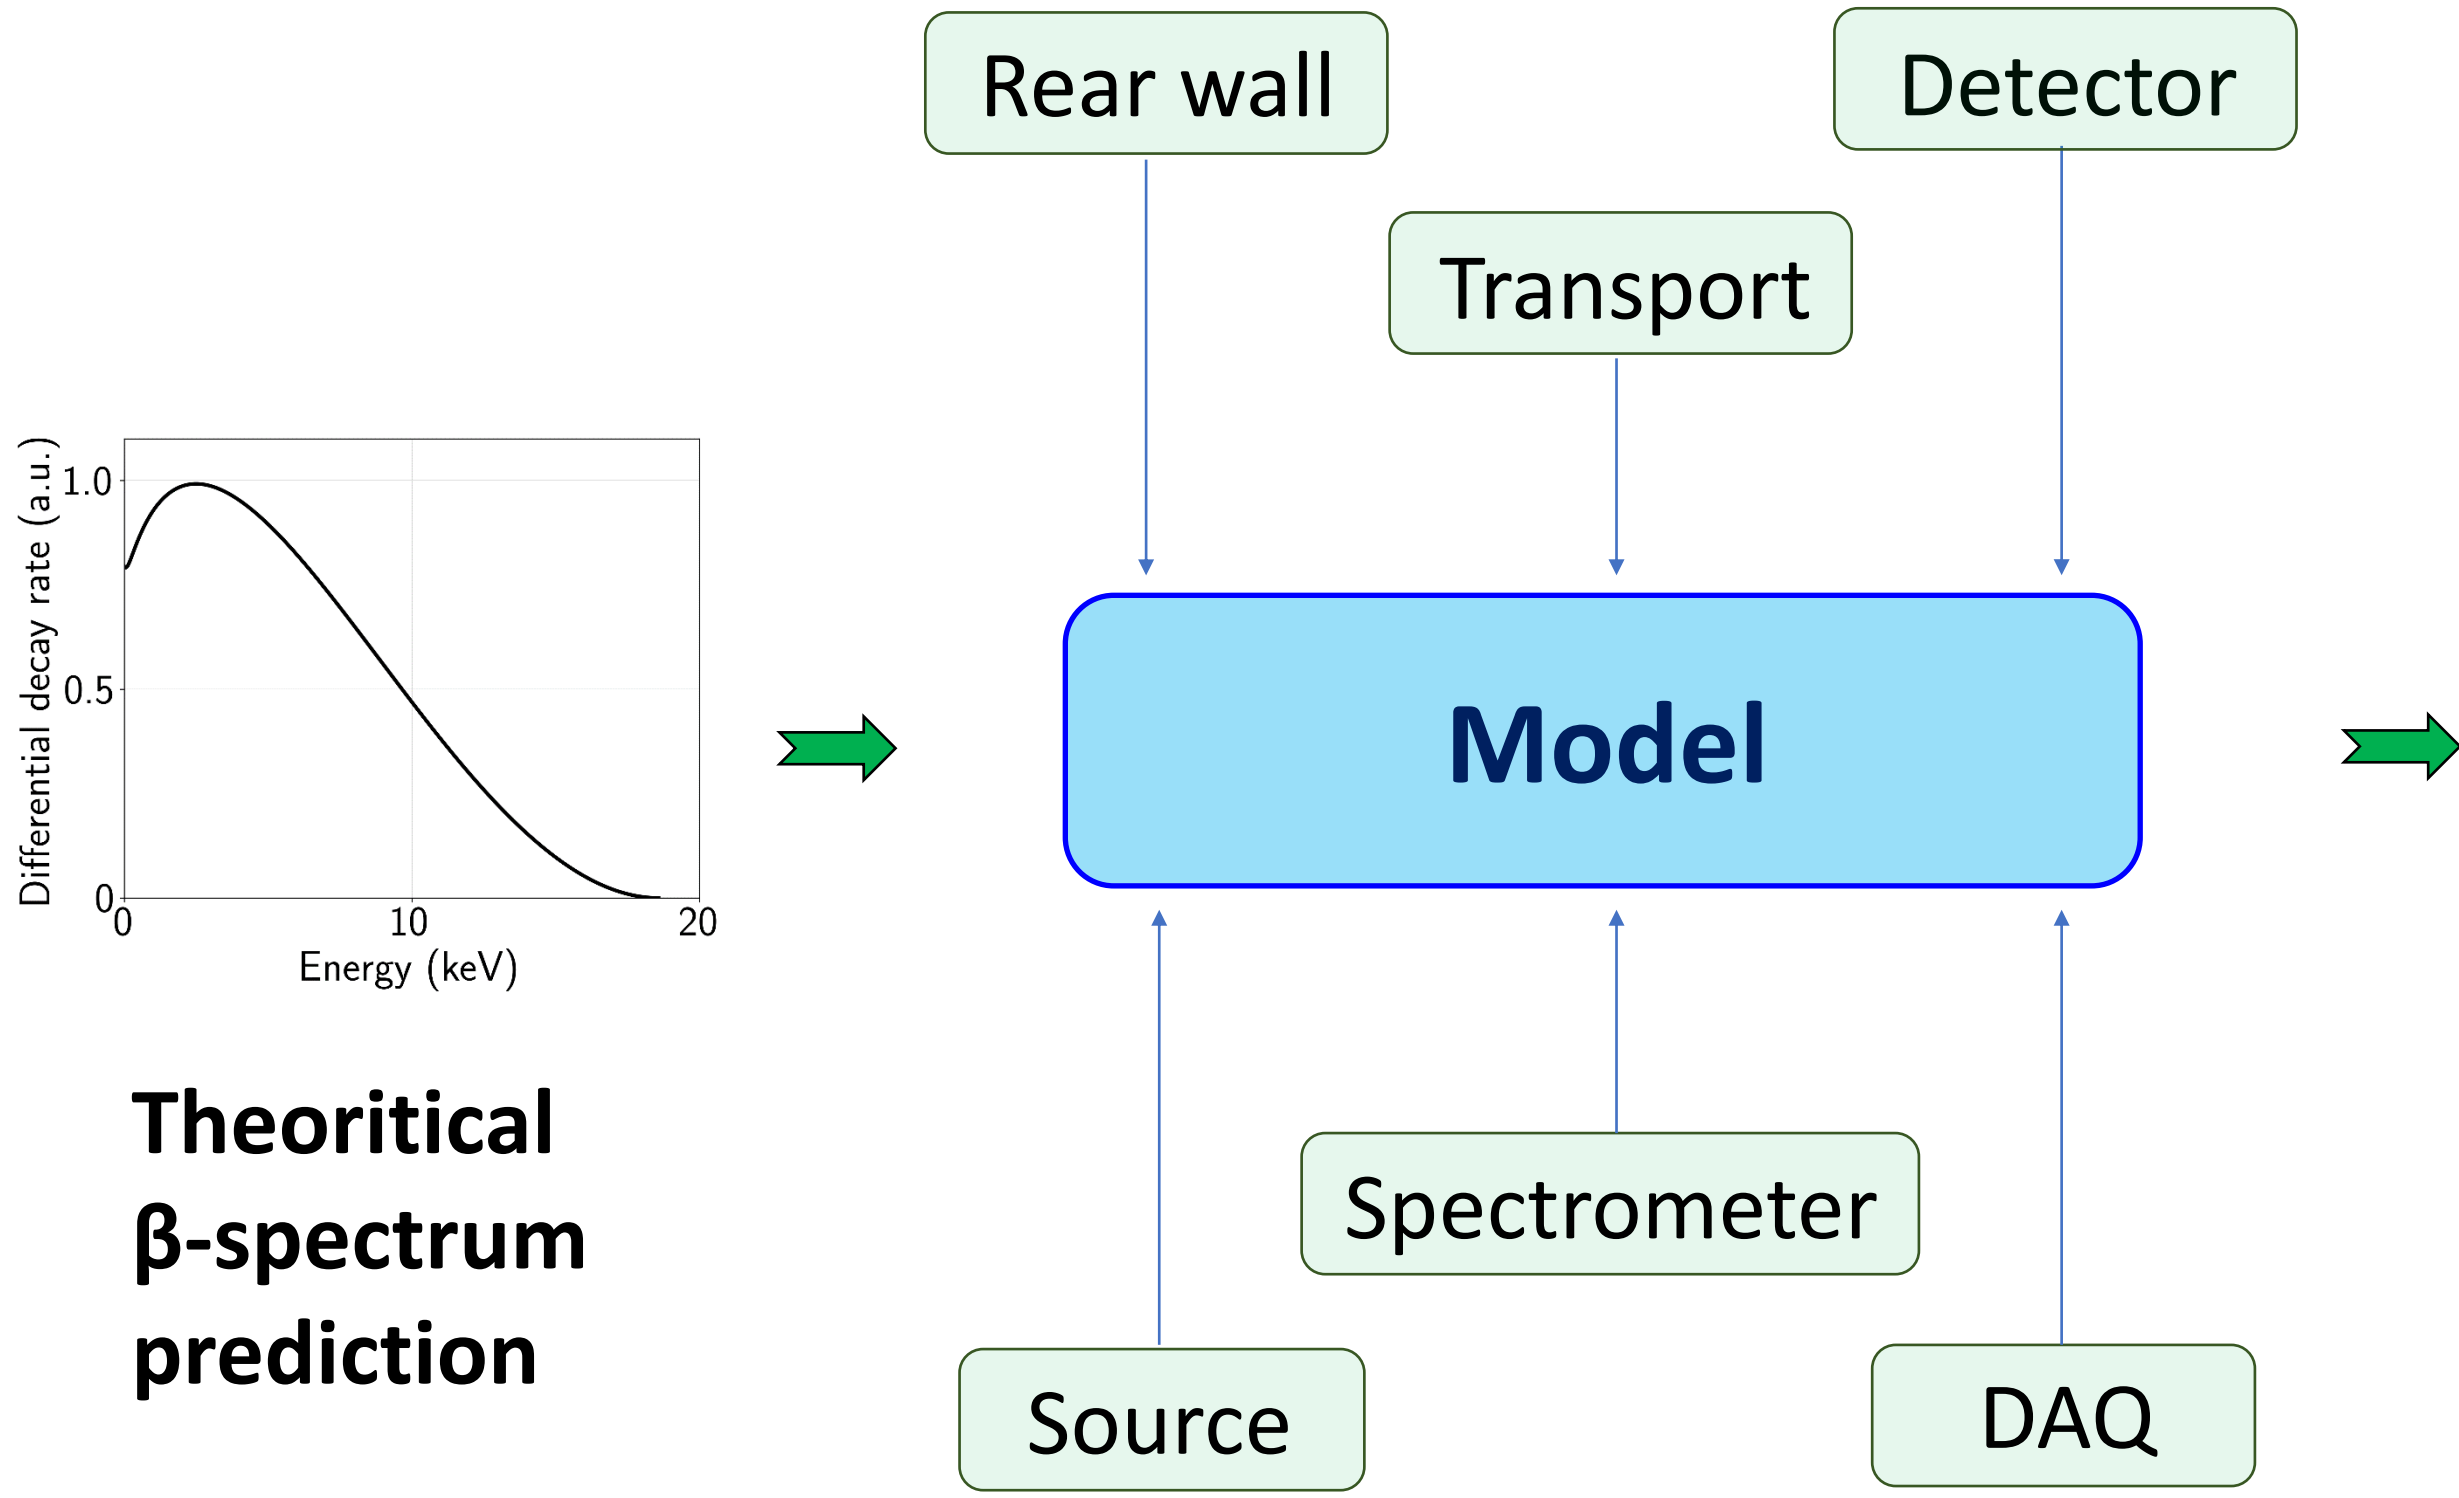 Rear wall
Detector
Transport
Differential decay rate (a.u.)
1.0
0.5
0
0
10
20
Energy (keV)
Model
Theoritical
β-spectrum
prediction
Spectrometer
Source
DAQ